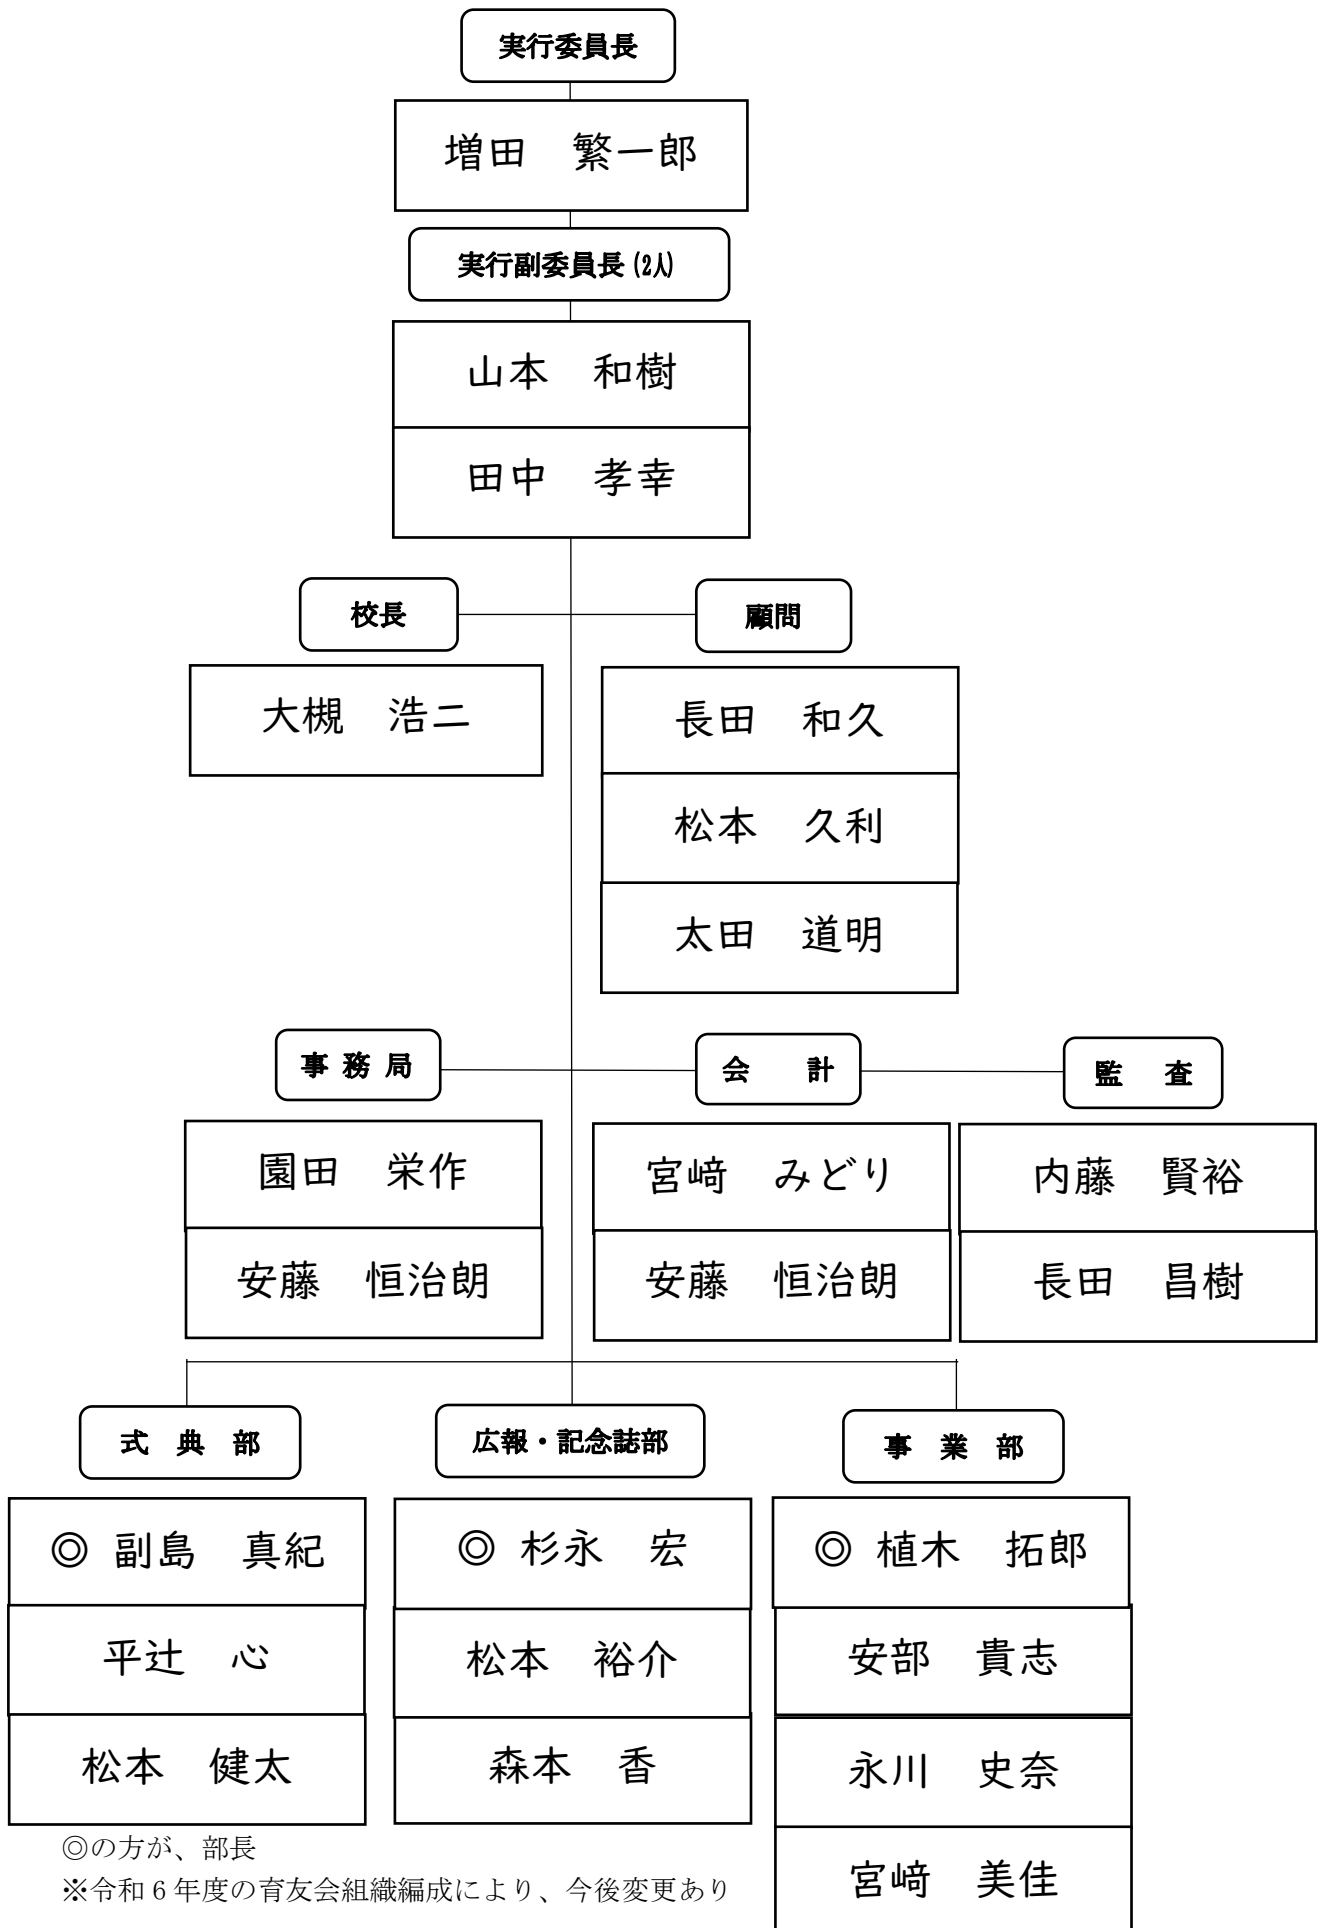 実行委員長
増田　繁一郎
実行副委員長(2人)
山本　和樹
田中　孝幸
校長
大槻　浩二
顧問
長田　和久
松本　久利
太田　道明
事 務 局
園田　栄作
安藤　恒治朗
会　　計
宮﨑　みどり
安藤　恒治朗
監　　査
内藤　賢裕
長田　昌樹
式　典　部
◎ 副島　真紀
平辻　心
松本　健太
広報・記念誌部
◎ 杉永　宏
松本　裕介
森本　香
事　業　部
◎ 植木　拓郎
安部　貴志
永川　史奈
宮﨑　美佳
◎の方が、部長
※令和６年度の育友会組織編成により、今後変更あり